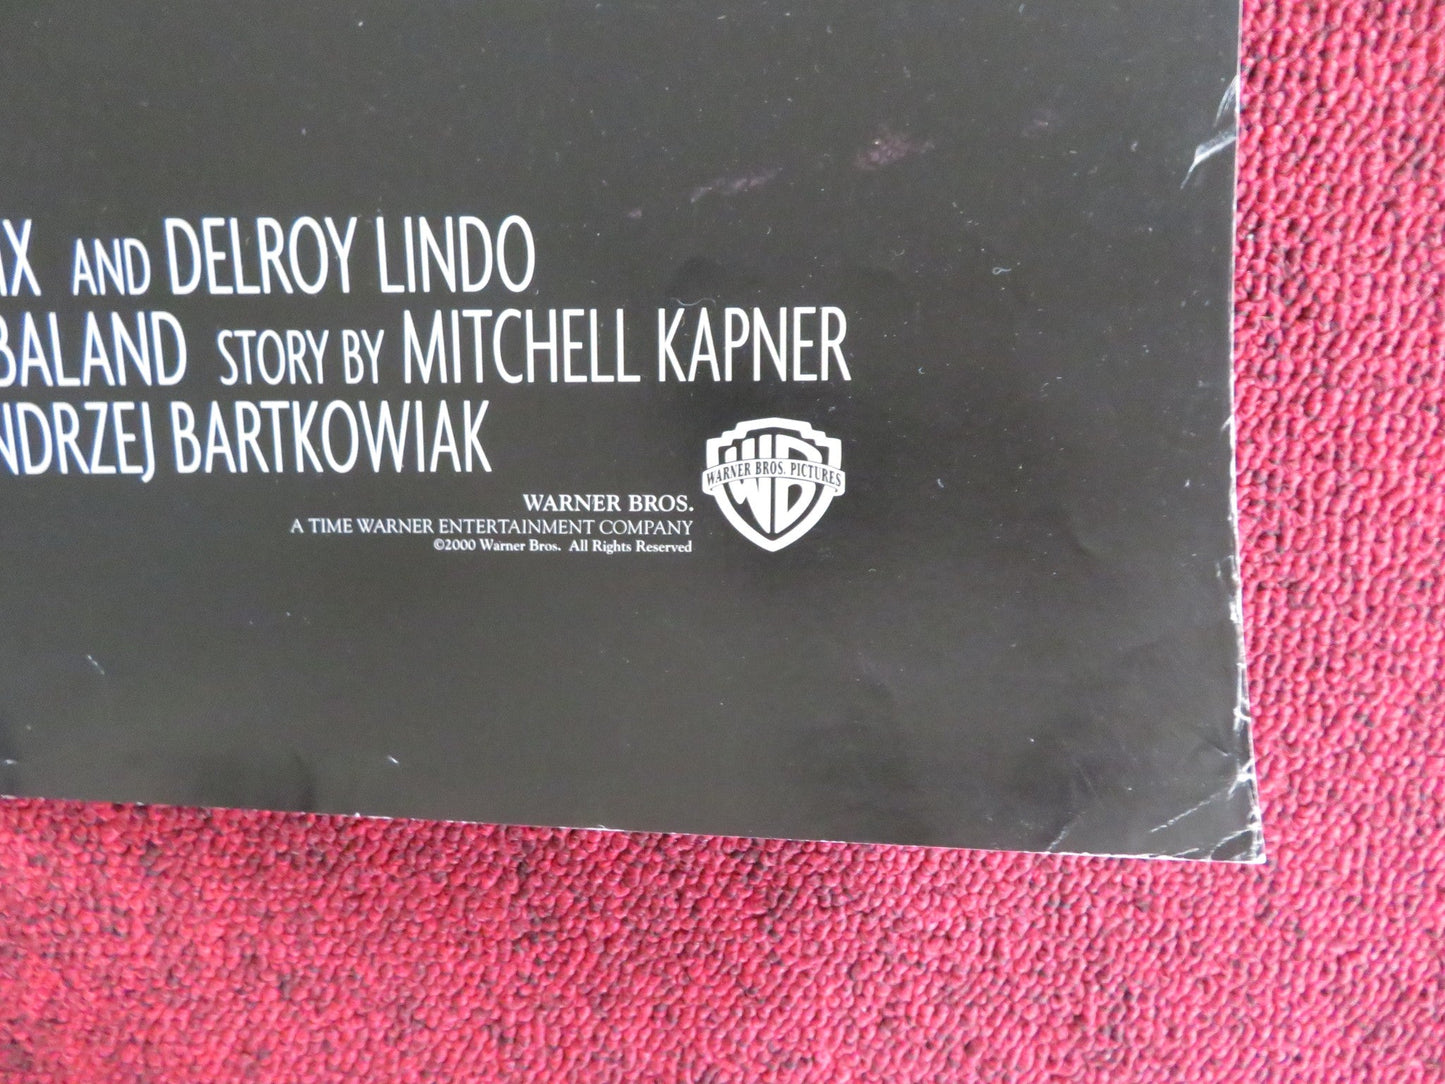 IX AND DELROY LINDO
BALAND STORY BY MITCHELL KAPNER
NDRZEJ BARTKOWIAK
WARNER BROS. PICTURES
WB
WARNER BROS.
A TIME WARNER ENTERTAINMENT COMPANY
©2000 Warner Bros. All Rights Reserved